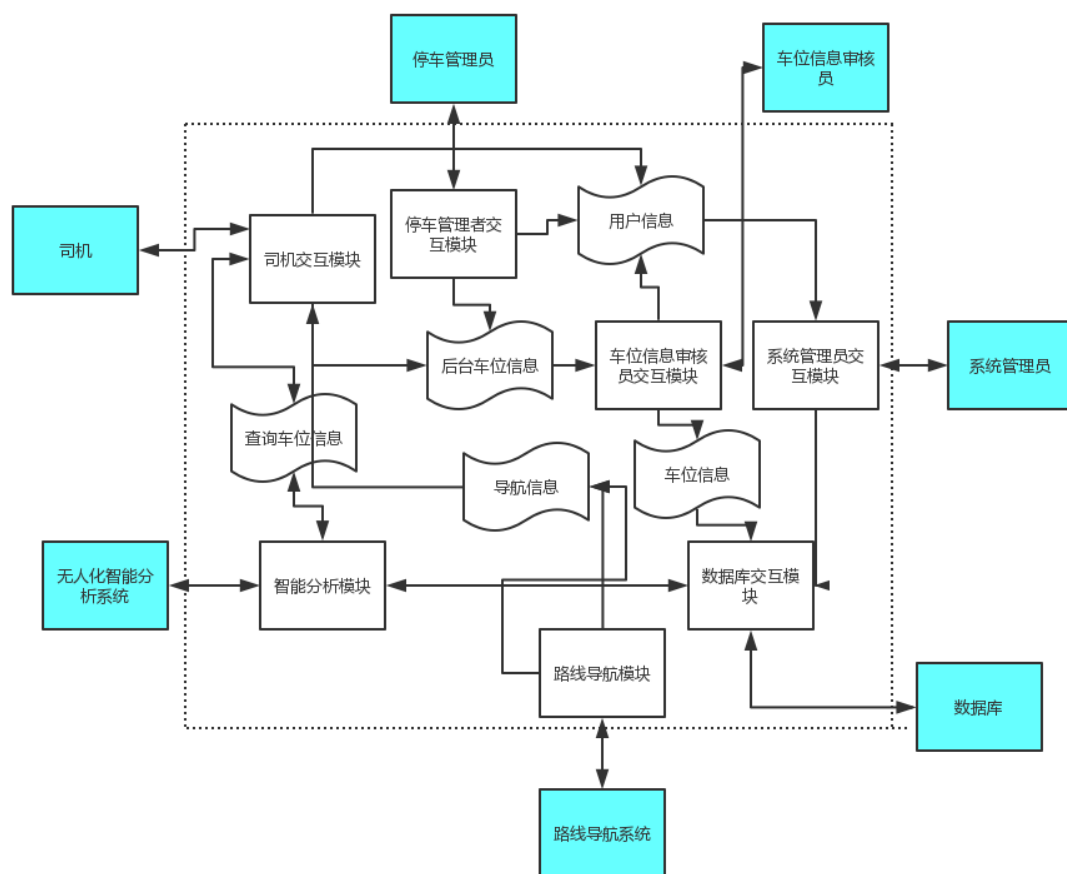 停车管理员
车位信息审核
员
司机
司机交互模块
停车管理者交
互模块
用户信息
后台车位信息
车位信息审核
员交互模块
系统管理员交
互模块
系统管理员
查询车位信息
导航信息
车位信息
无人化智能分
析系统
智能分析模块
数据库交互模
块
路线导航模块
数据库
路线导航系统